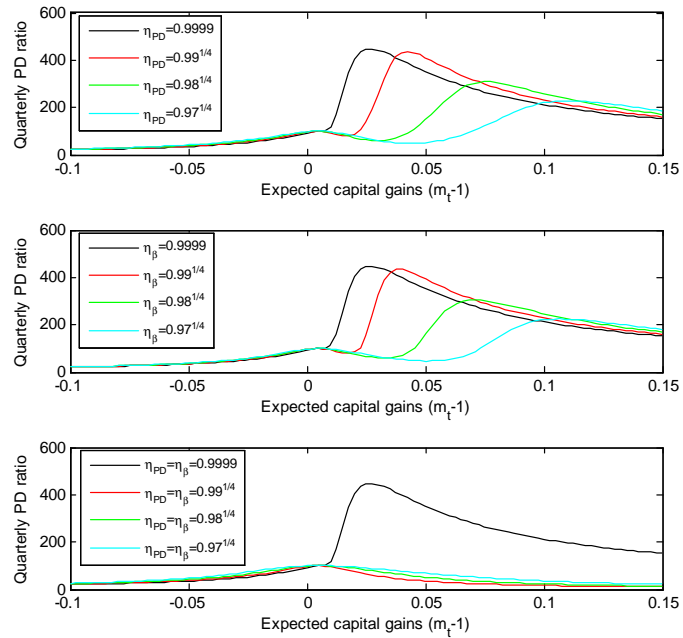 600
400
200
0
Quarterly PD ratio
η_PD=0.9999
η_PD=0.99^1/4
η_PD=0.98^1/4
η_PD=0.97^1/4
-0.1 -0.05 0 0.05 0.1 0.15
Expected capital gains (m_t-1)
600
400
200
0
Quarterly PD ratio
η_β=0.9999
η_β=0.99^1/4
η_β=0.98^1/4
η_β=0.97^1/4
-0.1 -0.05 0 0.05 0.1 0.15
Expected capital gains (m_t-1)
600
400
200
0
Quarterly PD ratio
η_PD=η_β=0.9999
η_PD=η_β=0.99^1/4
η_PD=η_β=0.98^1/4
η_PD=η_β=0.97^1/4
-0.1 -0.05 0 0.05 0.1 0.15
Expected capital gains (m_t-1)